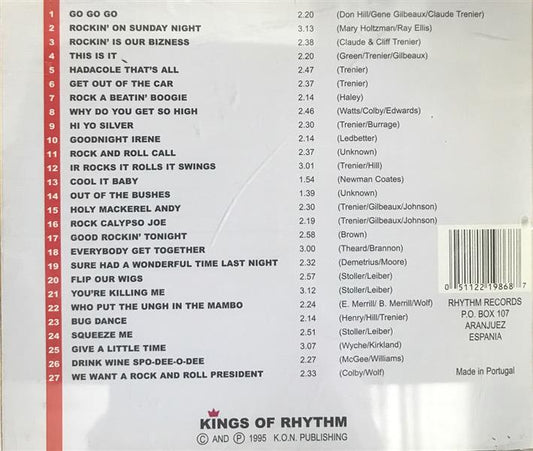 1 GO GO GO 2.20 (Don Hill/Gene Gilbeaux/Claude Trenier)
2 ROCKIN' ON SUNDAY NIGHT 3.13 (Mary Holtzman/Ray Ellis)
3 ROCKIN' IS OUR BIZNESS 2.38 (Claude & Cliff Trenier)
4 THIS IS IT 2.20 (Green/Trenier/Gilbeaux)
5 HADACOLE THAT'S ALL 2.47 (Trenier)
6 GET OUT OF THE CAR 2.37 (Trenier)
7 ROCK A BEATIN' BOOGIE 2.14 (Haley)
8 WHY DO YOU GET SO HIGH 2.46 (Watts/Colby/Edwards)
9 HI YO SILVER 2.30 (Trenier/Burrage)
10 GOODNIGHT IRENE 2.14 (Ledbetter)
11 ROCK AND ROLL CALL 2.37 (Unknown)
12 IR ROCKS IT ROLLS IT SWINGS 3.01 (Trenier/Hill)
13 COOL IT BABY 1.54 (Newman Coates)
14 OUT OF THE BUSHES 1.39 (Unknown)
15 HOLY MACKEREL ANDY 2.30 (Trenier/Gilbeaux/Johnson)
16 ROCK CALYPSO JOE 2.19 (Trenier/Gilbeaux/Johnson)
17 GOOD ROCKIN' TONIGHT 2.58 (Brown)
18 EVERYBODY GET TOGETHER 3.00 (Theard/Brannon)
19 SURE HAD A WONDERFUL TIME LAST NIGHT 2.32 (Demetrius/Moore)
20 FLIP OUR WIGS 2.57 (Stoller/Leiber)
21 YOU'RE KILLING ME 3.12 (Stoller/Leiber)
22 WHO PUT THE UNGH IN THE MAMBO 2.24 (E. Merrill/ B. Merrill/Wolf)
23 BUG DANCE 2.14 (Henry/Hill/Trenier)
24 SQUEEZE ME 2.51 (Stoller/Leiber)
25 GIVE A LITTLE TIME 3.07 (Wyche/Kirkland)
26 DRINK WINE SPO-DEE-O-DEE 2.27 (McGee/Williams)
27 WE WANT A ROCK AND ROLL PRESIDENT 2.33 (Colby/Wolf)
0 51122 19868 7
RHYTHM RECORDS
P.O. BOX 107
ARANJUEZ
ESPANIA
Made in Portugal
KINGS OF RHYTHM
© AND ℗ 1995 K.O.N. PUBLISHING